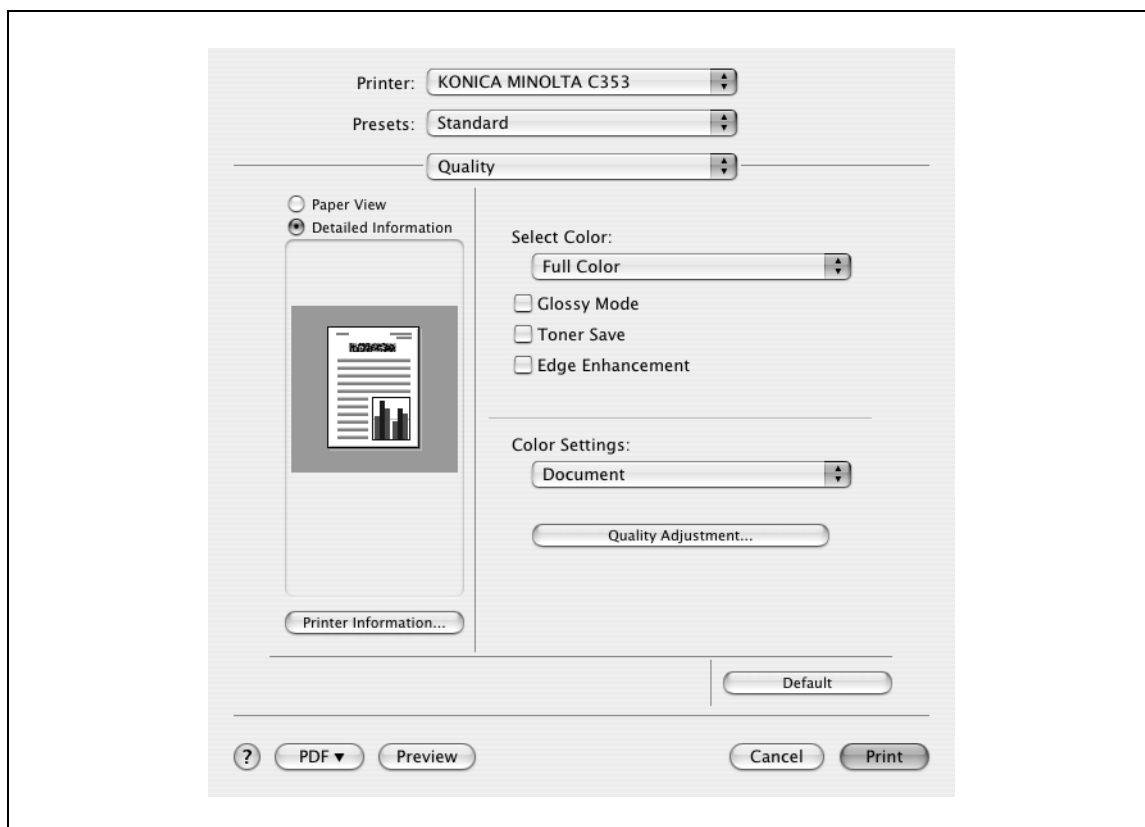 Printer: KONICA MINOLTA C353
Presets: Standard
Quality
Paper View
Detailed Information
Select Color:
Full Color
Glossy Mode
Toner Save
Edge Enhancement
Color Settings:
Document
Quality Adjustment...
Printer Information...
Default
? PDF▼ Preview Cancel Print